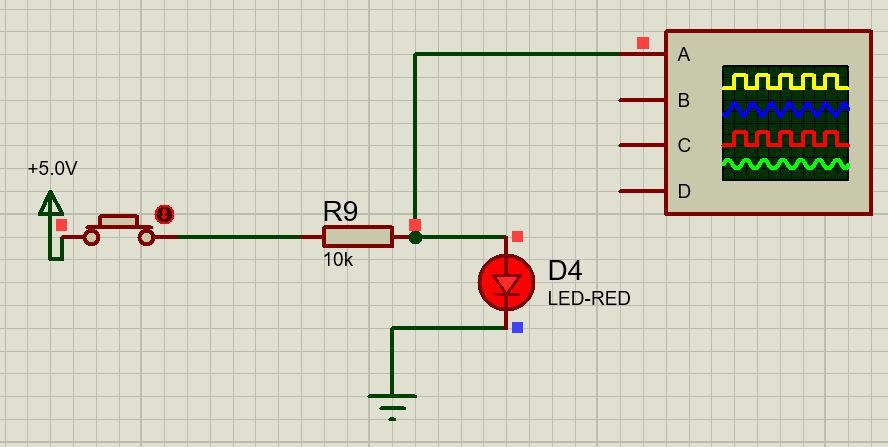 A
B
C
D
+5.0V
R9
10k
D4
LED-RED